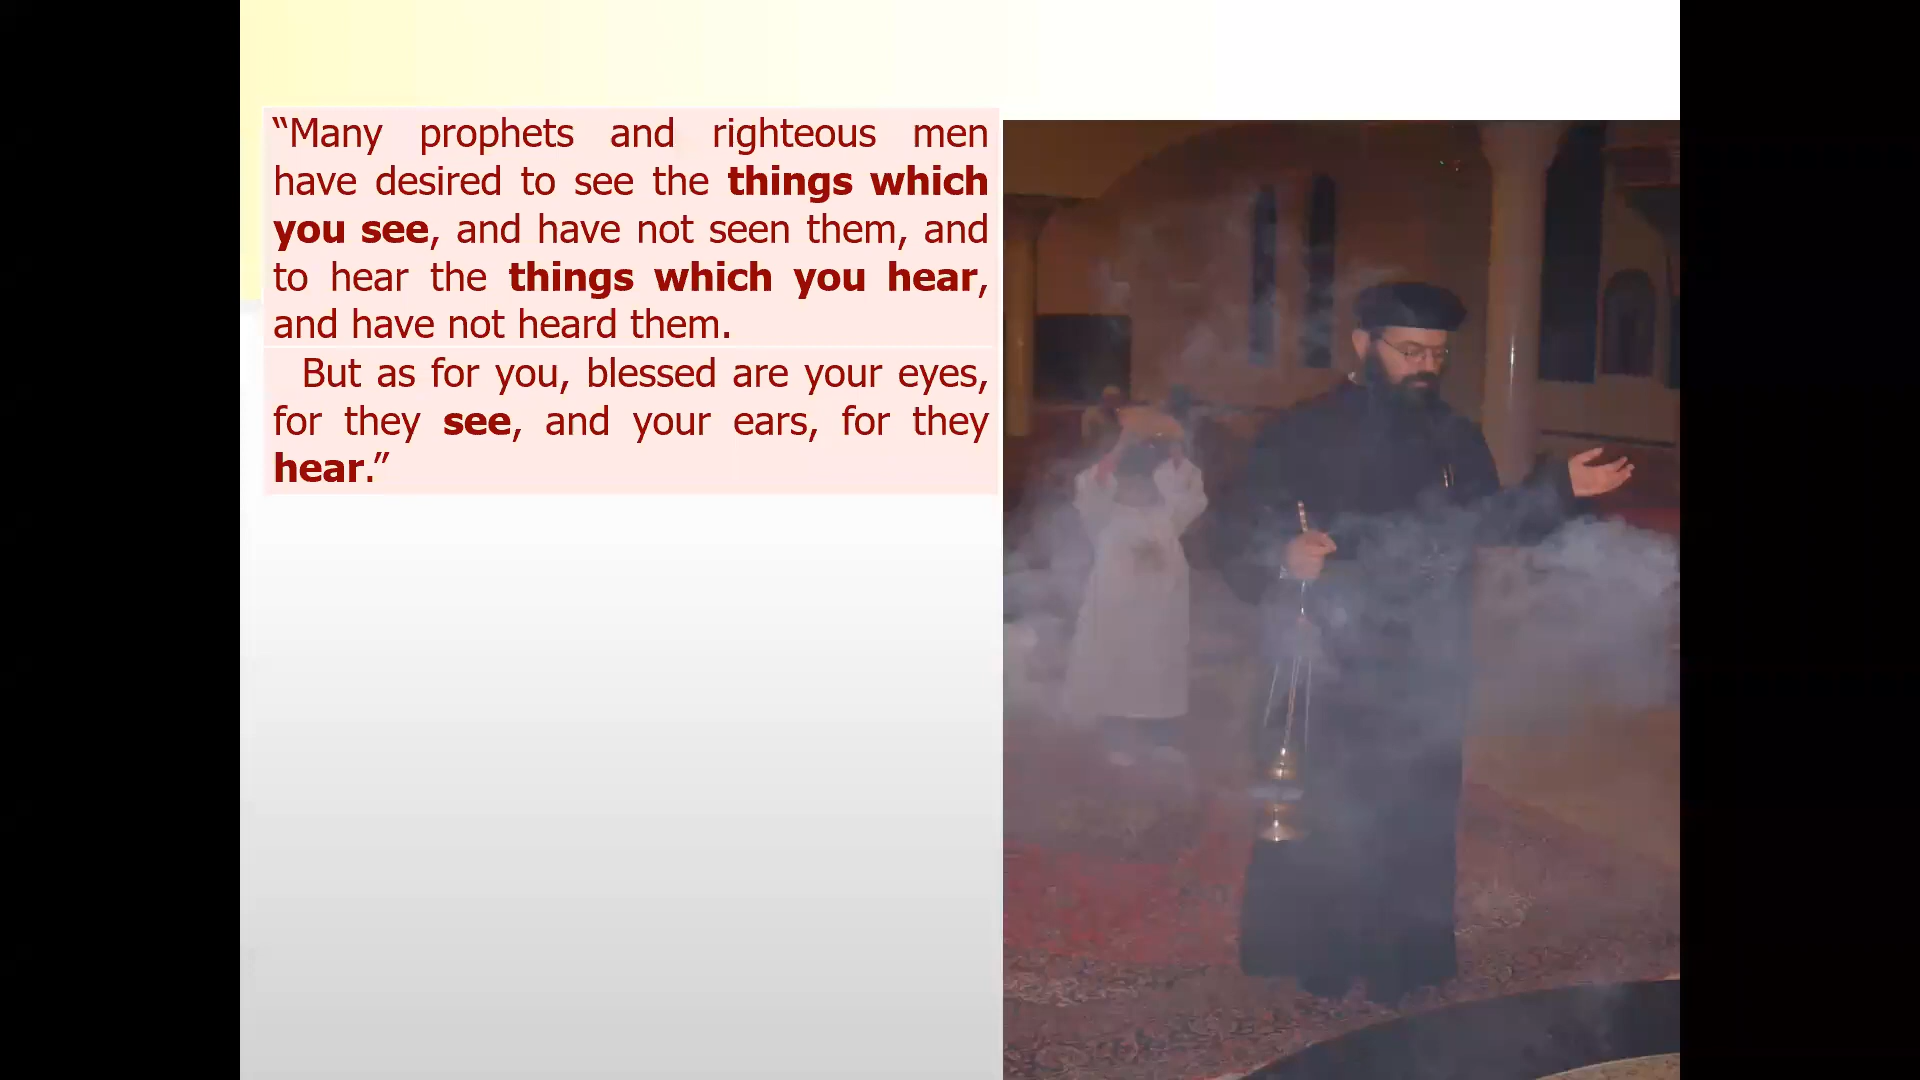 “Many prophets and righteous men
have desired to see the things which
you see, and have not seen them, and
to hear the things which you hear,
and have not heard them.
But as for you, blessed are your eyes,
for they see, and your ears, for they
hear.”